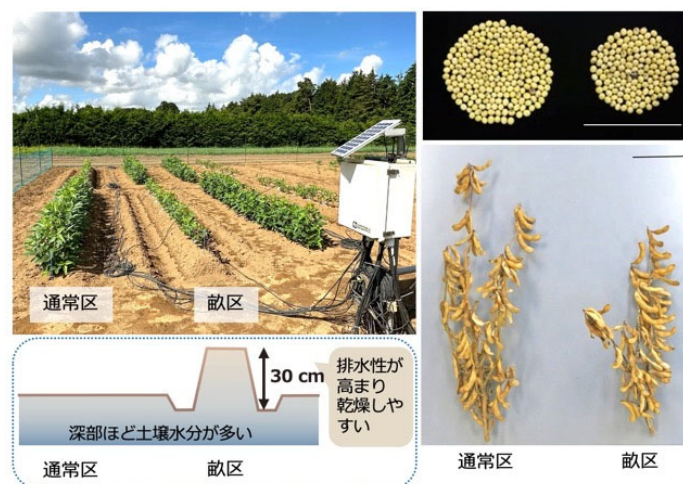 通常区
畝区
30 cm
排水性が
高まり
乾燥しや
すい
深部ほど土壌水分が多い
通常区
畝区
通常区
畝区